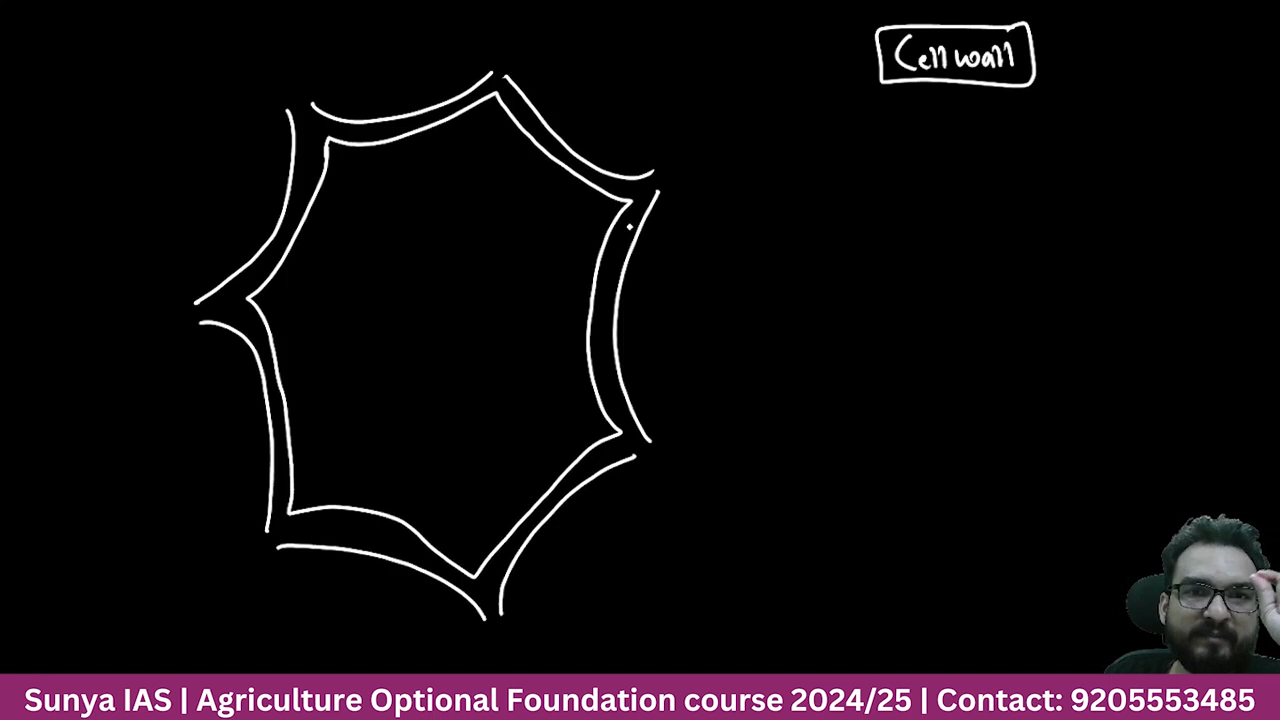 Cell wall
Sunya IAS | Agriculture Optional Foundation course 2024/25 | Contact: 9205553485